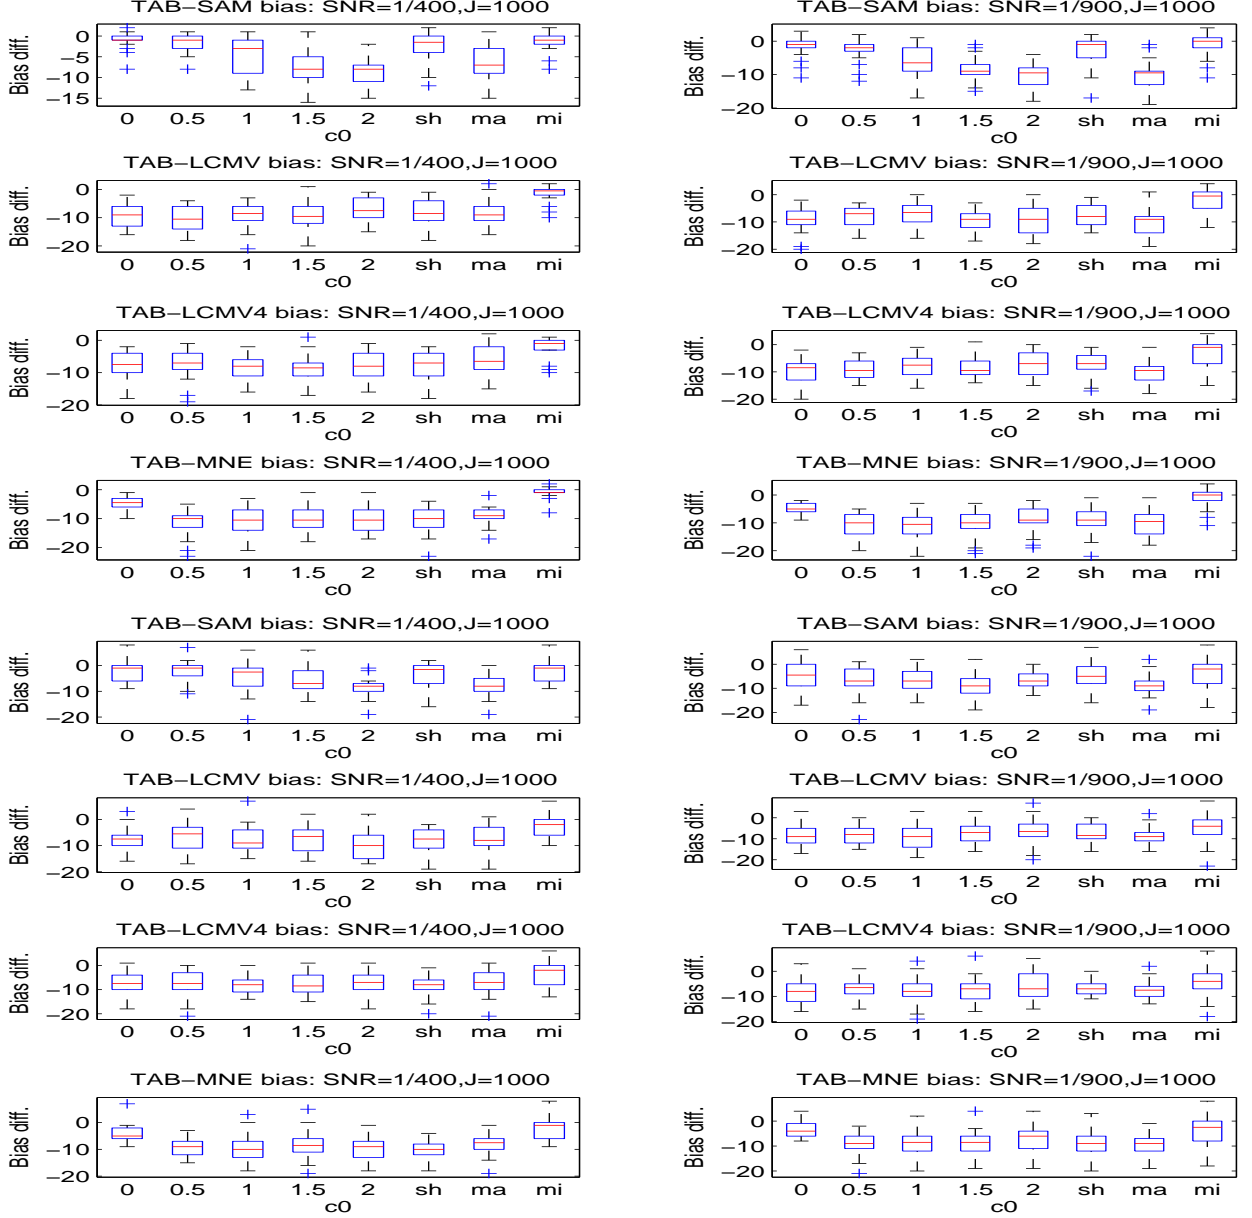 TAB-SAM bias: SNR=1/400,J=1000
Bias diff.
0
-5
-10
-15
0 0.5 1 1.5 2 sh ma mi
c0
TAB-SAM bias: SNR=1/900,J=1000
Bias diff.
0
-10
-20
0 0.5 1 1.5 2 sh ma mi
c0
TAB-LCMV bias: SNR=1/400,J=1000
Bias diff.
0
-10
-20
0 0.5 1 1.5 2 sh ma mi
c0
TAB-LCMV bias: SNR=1/900,J=1000
Bias diff.
0
-10
-20
0 0.5 1 1.5 2 sh ma mi
c0
TAB-LCMV4 bias: SNR=1/400,J=1000
Bias diff.
0
-10
-20
0 0.5 1 1.5 2 sh ma mi
c0
TAB-LCMV4 bias: SNR=1/900,J=1000
Bias diff.
0
-10
-20
0 0.5 1 1.5 2 sh ma mi
c0
TAB-MNE bias: SNR=1/400,J=1000
Bias diff.
0
-10
-20
0 0.5 1 1.5 2 sh ma mi
c0
TAB-MNE bias: SNR=1/900,J=1000
Bias diff.
0
-10
-20
0 0.5 1 1.5 2 sh ma mi
c0
TAB-SAM bias: SNR=1/400,J=1000
Bias diff.
0
-10
-20
0 0.5 1 1.5 2 sh ma mi
c0
TAB-SAM bias: SNR=1/900,J=1000
Bias diff.
0
-10
-20
0 0.5 1 1.5 2 sh ma mi
c0
TAB-LCMV bias: SNR=1/400,J=1000
Bias diff.
0
-10
-20
0 0.5 1 1.5 2 sh ma mi
c0
TAB-LCMV bias: SNR=1/900,J=1000
Bias diff.
0
-10
-20
0 0.5 1 1.5 2 sh ma mi
c0
TAB-LCMV4 bias: SNR=1/400,J=1000
Bias diff.
0
-10
-20
0 0.5 1 1.5 2 sh ma mi
c0
TAB-LCMV4 bias: SNR=1/900,J=1000
Bias diff.
0
-10
-20
0 0.5 1 1.5 2 sh ma mi
c0
TAB-MNE bias: SNR=1/400,J=1000
Bias diff.
0
-10
-20
0 0.5 1 1.5 2 sh ma mi
c0
TAB-MNE bias: SNR=1/900,J=1000
Bias diff.
0
-10
-20
0 0.5 1 1.5 2 sh ma mi
c0